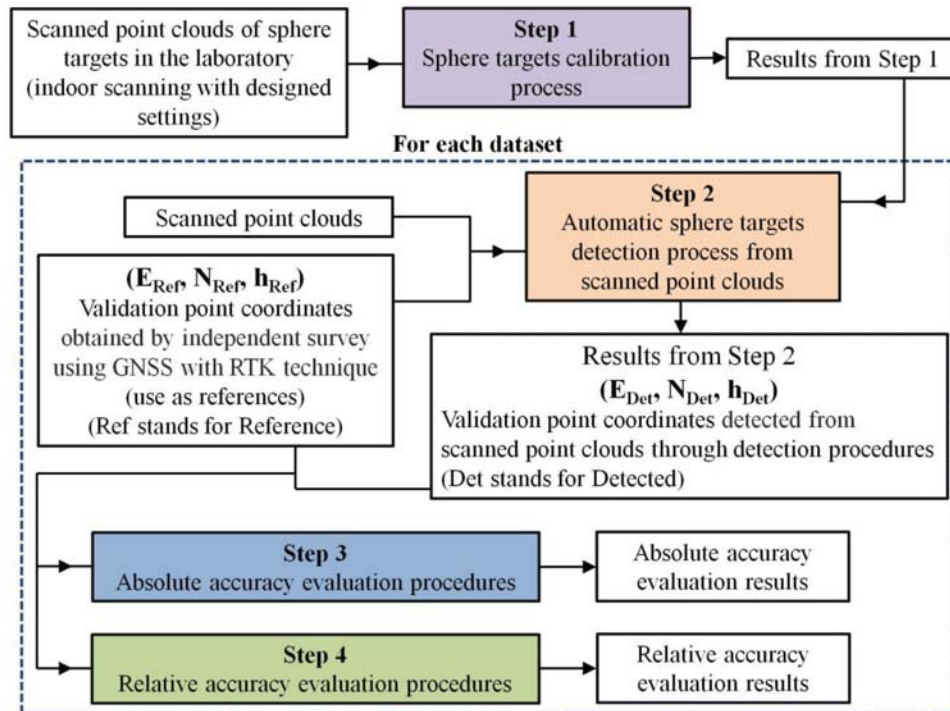 Scanned point clouds of sphere
targets in the laboratory
(indoor scanning with designed
settings)
Step 1
Sphere targets calibration
process
Results from Step 1
For each dataset
Scanned point clouds
Step 2
Automatic sphere targets
detection process from
scanned point clouds
(E_Ref, N_Ref, h_Ref)
Validation point coordinates
obtained by independent survey
using GNSS with RTK technique
(use as references)
(Ref stands for Reference)
Results from Step 2
(E_Det, N_Det, h_Det)
Validation point coordinates detected from
scanned point clouds through detection procedures
(Det stands for Detected)
Step 3
Absolute accuracy evaluation procedures
Absolute accuracy
evaluation results
Step 4
Relative accuracy evaluation procedures
Relative accuracy
evaluation results